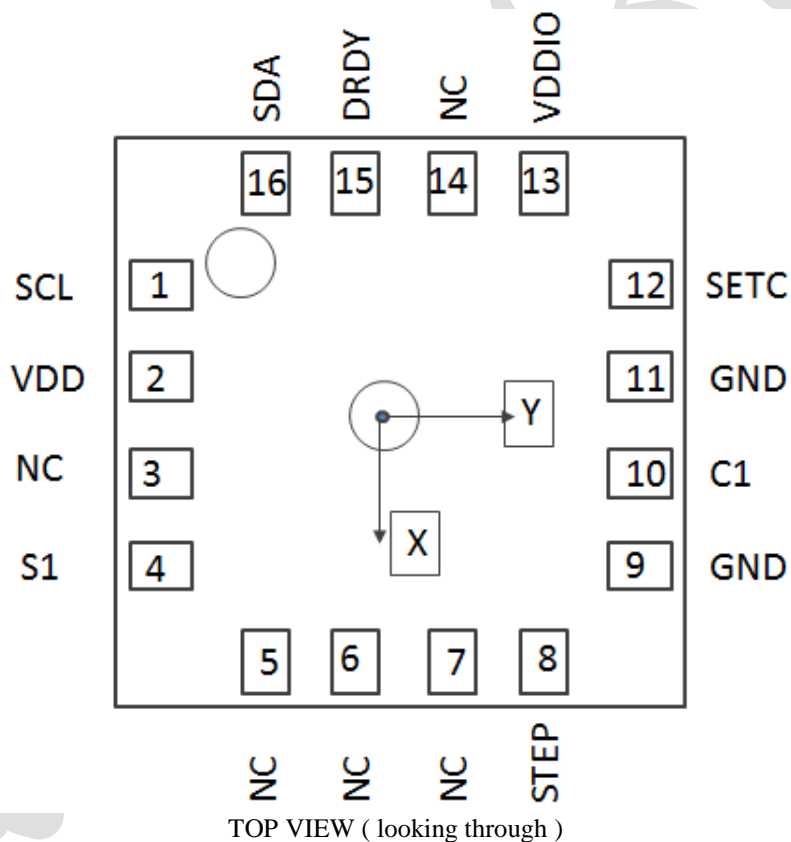 SDA DRDY NC VDDIO
16 15 14 13
SCL 1 12 SETC
VDD 2 11 GND
Y
NC 3 10 C1
X
S1 4 9 GND
5 6 7 8
NC NC NC STEP
TOP VIEW ( looking through )